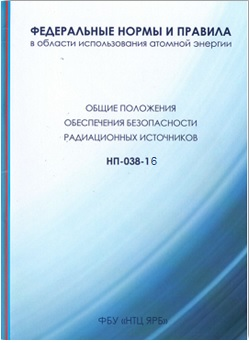 ФЕДЕРАЛЬНЫЕ НОРМЫ И ПРАВИЛА
в области использования атомной энергии
ОБЩИЕ ПОЛОЖЕНИЯ
ОБЕСПЕЧЕНИЯ БЕЗОПАСНОСТИ
РАДИАЦИОННЫХ ИСТОЧНИКОВ
НП-038-16
ФБУ «НТЦ ЯРБ»